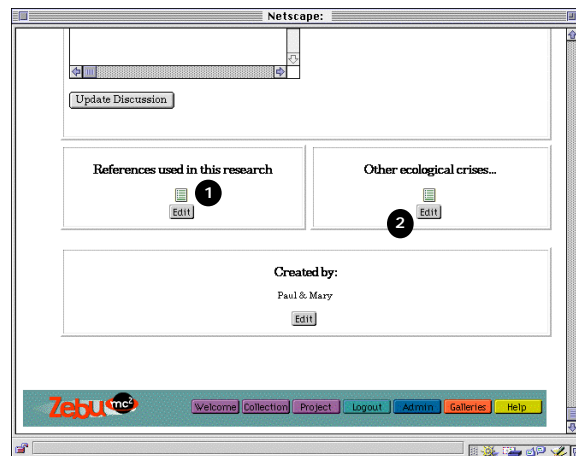 Netscape:
Update Discussion
References used in this research
Other ecological crises...
1
Edit
2
Edit
Created by:
Paul & Mary
Edit
Zebu mc2
Welcome Collection Project Logout Admin Galleries Help